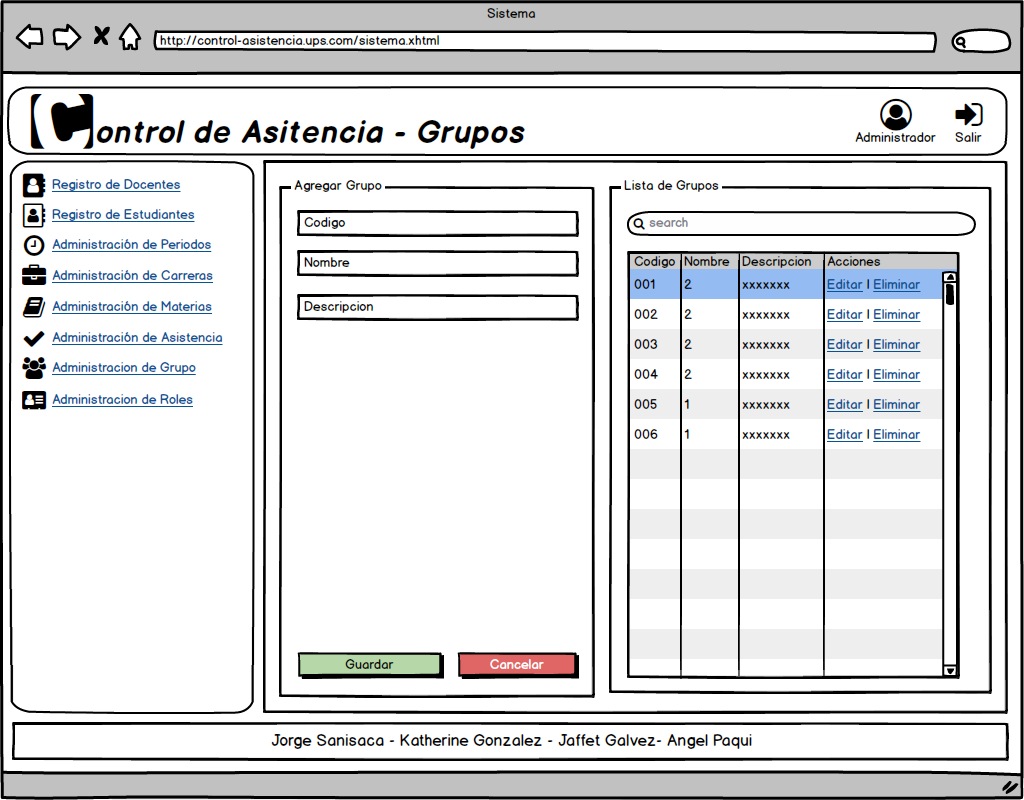 Sistema
http://control-asistencia.ups.com/sistema.xhtml
Control de Asitencia - Grupos
Administrador
Salir
Registro de Docentes
Registro de Estudiantes
Administración de Periodos
Administración de Carreras
Administración de Materias
Administración de Asistencia
Administracion de Grupo
Administracion de Roles
Agregar Grupo
Codigo
Nombre
Descripcion
Guardar
Cancelar
Lista de Grupos
search
Codigo Nombre Descripcion Acciones
001 2 xxxxxxx Editar | Eliminar
002 2 xxxxxxx Editar | Eliminar
003 2 xxxxxxx Editar | Eliminar
004 2 xxxxxxx Editar | Eliminar
005 1 xxxxxxx Editar | Eliminar
006 1 xxxxxxx Editar | Eliminar
Jorge Sanisaca - Katherine Gonzalez - Jaffet Galvez- Angel Paqui